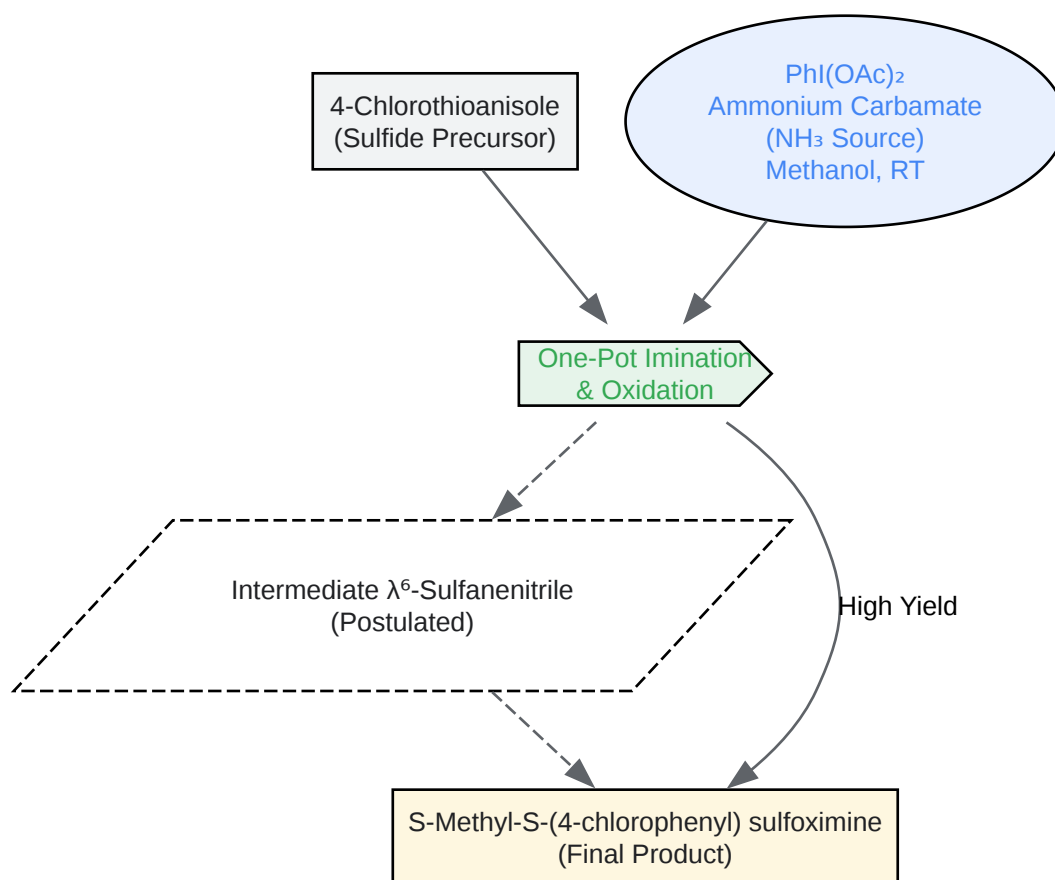 4-Chlorothioanisole
(Sulfide Precursor)
PhI(OAc)₂
Ammonium Carbamate
(NH₃ Source)
Methanol, RT
One-Pot Imination
& Oxidation
Intermediate λ⁶-Sulfanenitrile
(Postulated)
High Yield
S-Methyl-S-(4-chlorophenyl) sulfoximine
(Final Product)